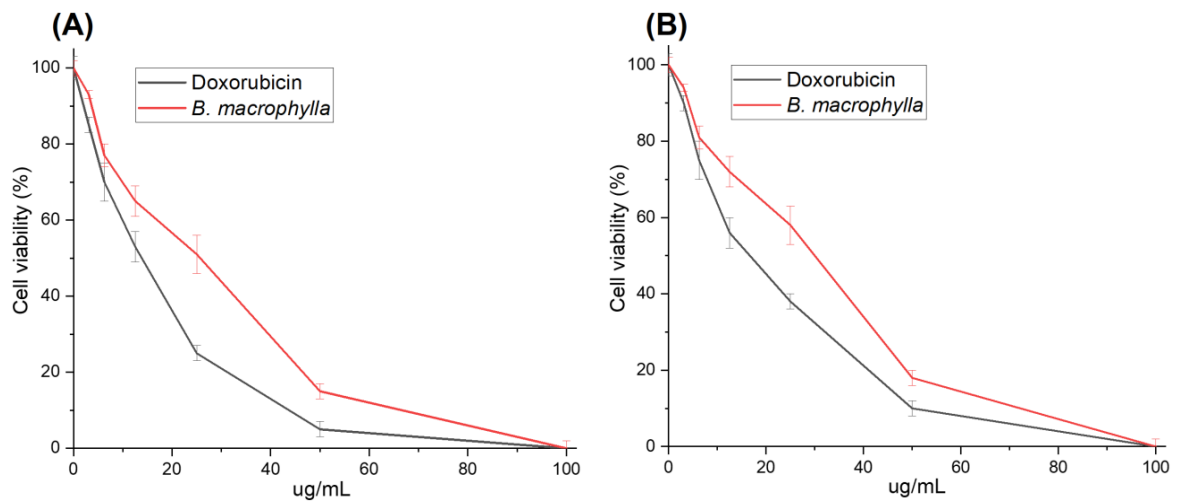 (A)
Doxorubicin
B. macrophylla
Cell viability (%)
100
80
60
40
20
0
0 20 40 60 80 100
ug/mL
(B)
Doxorubicin
B. macrophylla
Cell viability (%)
100
80
60
40
20
0
0 20 40 60 80 100
ug/mL